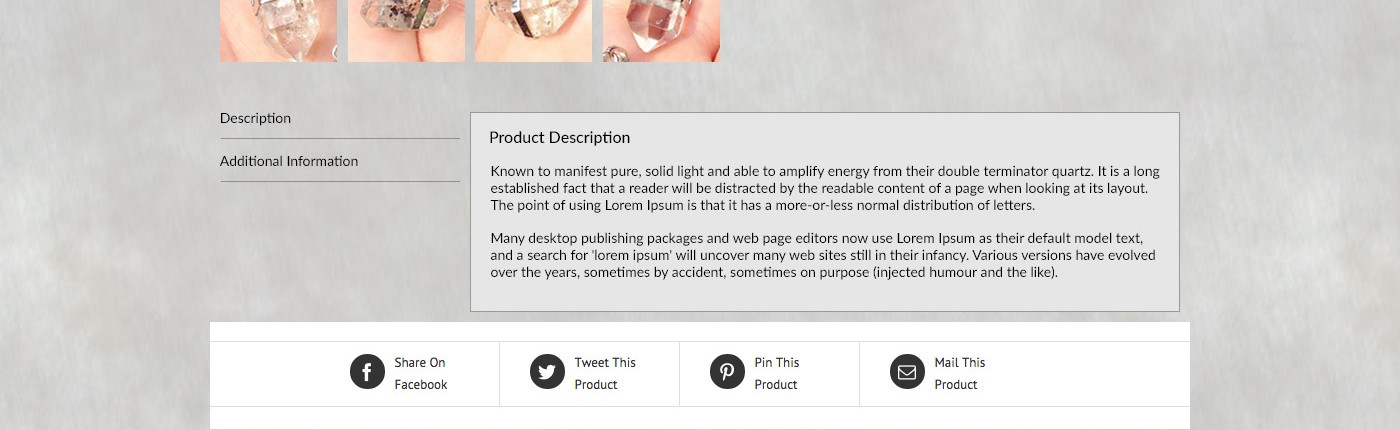 Description
Additional Information
Product Description
Known to manifest pure, solid light and able to amplify energy from their double terminator quartz. It is a long
established fact that a reader will be distracted by the readable content of a page when looking at its layout.
The point of using Lorem Ipsum is that it has a more-or-less normal distribution of letters.
Many desktop publishing packages and web page editors now use Lorem Ipsum as their default model text,
and a search for 'lorem ipsum' will uncover many web sites still in their infancy. Various versions have evolved
over the years, sometimes by accident, sometimes on purpose (injected humour and the like).
Share On
Facebook
Tweet This
Product
Pin This
Product
Mail This
Product